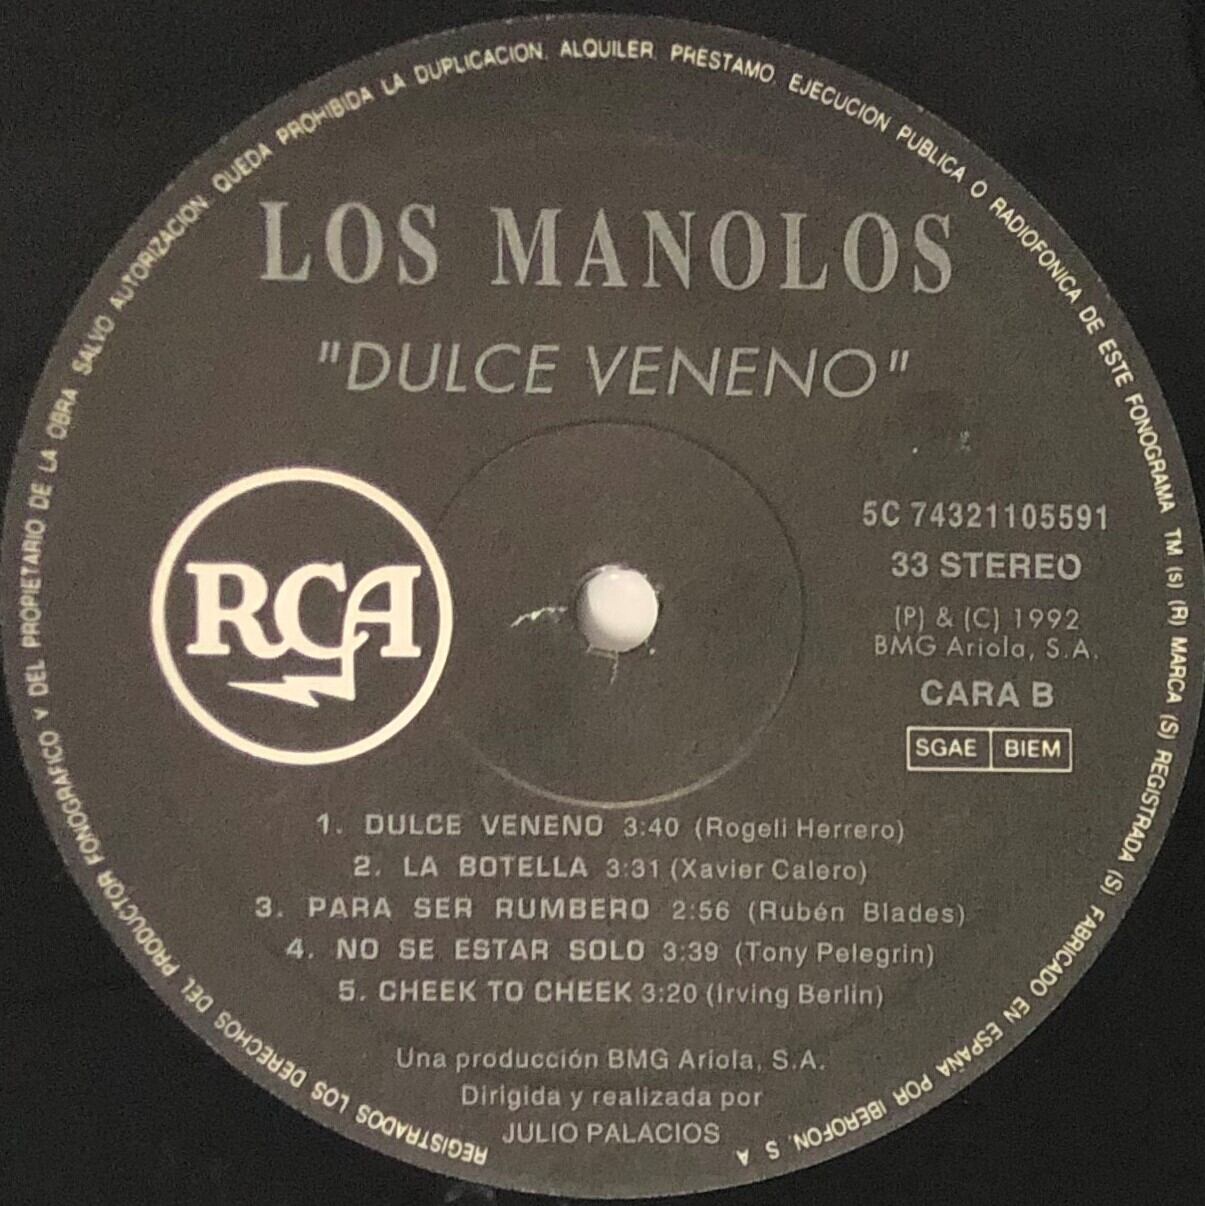 LOS MANOLOS
"DULCE VENENO"
RCA
5C 74321105591
33 STEREO
(P) & (C) 1992
BMG Ariola, S.A.
CARA B
SGAE BIEM
1. DULCE VENENO 3:40 (Rogeli Herrero)
2. LA BOTELLA 3:31 (Xavier Calero)
3. PARA SER RUMBERO 2:56 (Rubén Blades)
4. NO SE ESTAR SOLO 3:39 (Tony Pelegrin)
5. CHEEK TO CHEEK 3:20 (Irving Berlin)
Una producción BMG Ariola, S.A.
Dirigida y realizada por
JULIO PALACIOS
REGISTRADOS LOS DERECHOS DEL PRODUCTOR FONOGRAFICO Y DEL PROPIETARIO DE LA OBRA SALVO AUTORIZACION. QUEDA PROHIBIDA LA DUPLICACION, ALQUILER, PRESTAMO, EJECUCION PUBLICA O RADIOFONICA DE ESTE FONOGRAMA TM (S) (R) MARCA (S) REGISTRADA (S) FABRICADO EN ESPAÑA POR IBEROFON, S A